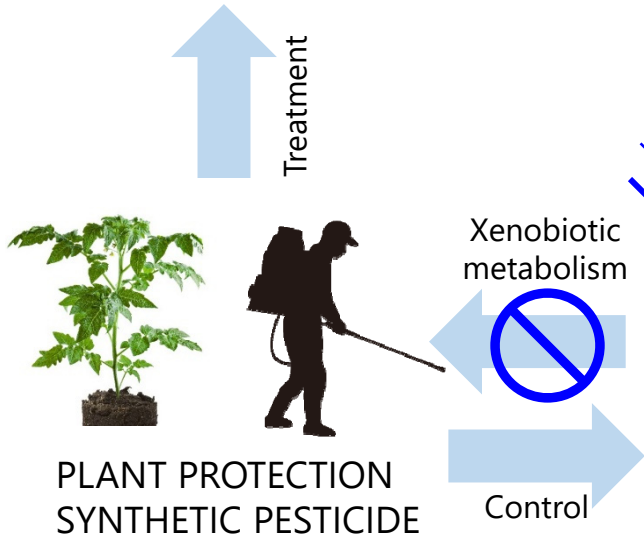 Treatment
Xenobiotic
metabolism
PLANT PROTECTION
SYNTHETIC PESTICIDE
Control